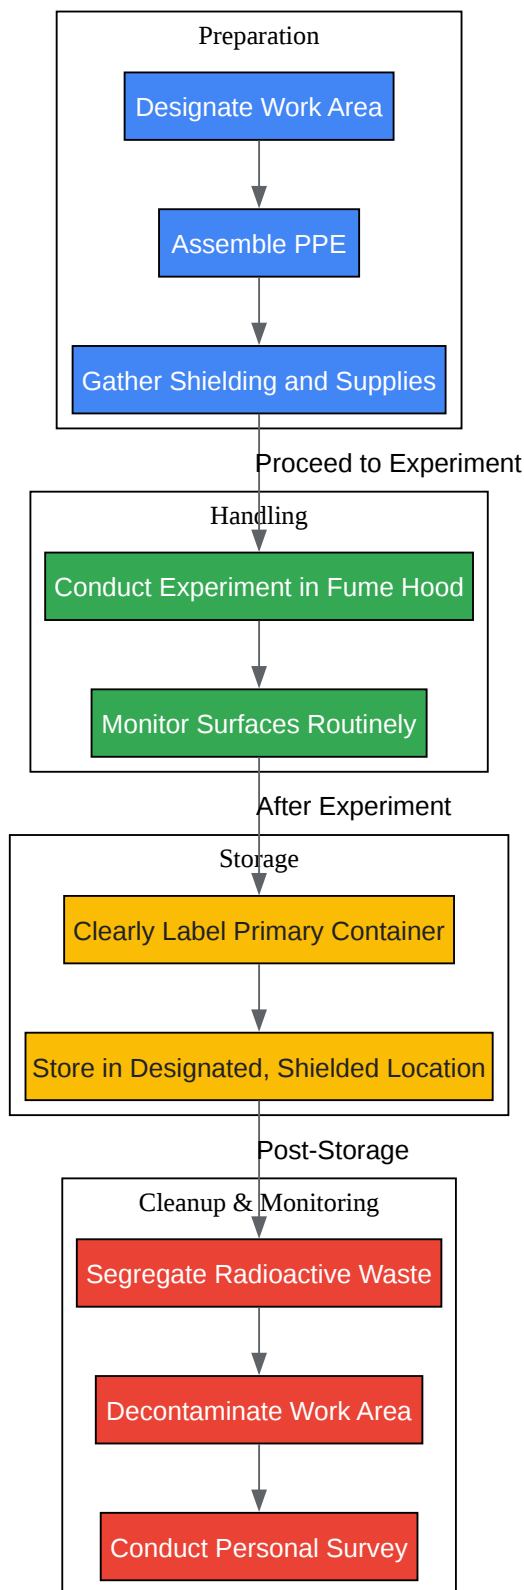 Preparation
Designate Work Area
Assemble PPE
Gather Shielding and Supplies
Proceed to Experiment
Handling
Conduct Experiment in Fume Hood
Monitor Surfaces Routinely
After Experiment
Storage
Clearly Label Primary Container
Store in Designated, Shielded Location
Post-Storage
Cleanup & Monitoring
Segregate Radioactive Waste
Decontaminate Work Area
Conduct Personal Survey